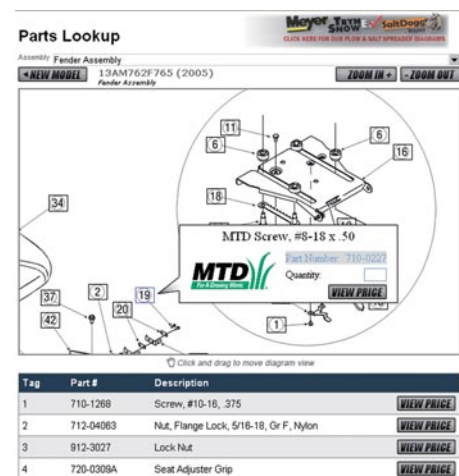 Parts Lookup
Meyer TRYNEX SaltDogg
SHOW
CLICK HERE FOR OUR PLOW & SALT SPREADER DIAGRAMS
Assembly Fender Assembly
NEW MODEL 13AM762F765 (2005) ZOOM IN + - ZOOM OUT
Fender Assembly
11
6
6
16
34
18
MTD Screw, #8-18 x .50
Part Number: 710-0227
MTD
For A Growing World.
Quantity:
VIEW PRICE
37
2
19
20
42
1
Click and drag to move diagram view
Tag Part # Description
1 710-1268 Screw, #10-16, .375 VIEW PRICE
2 712-04063 Nut, Flange Lock, 5/16-18, Gr F, Nylon VIEW PRICE
3 912-3027 Lock Nut VIEW PRICE
4 720-0309A Seat Adjuster Grip VIEW PRICE